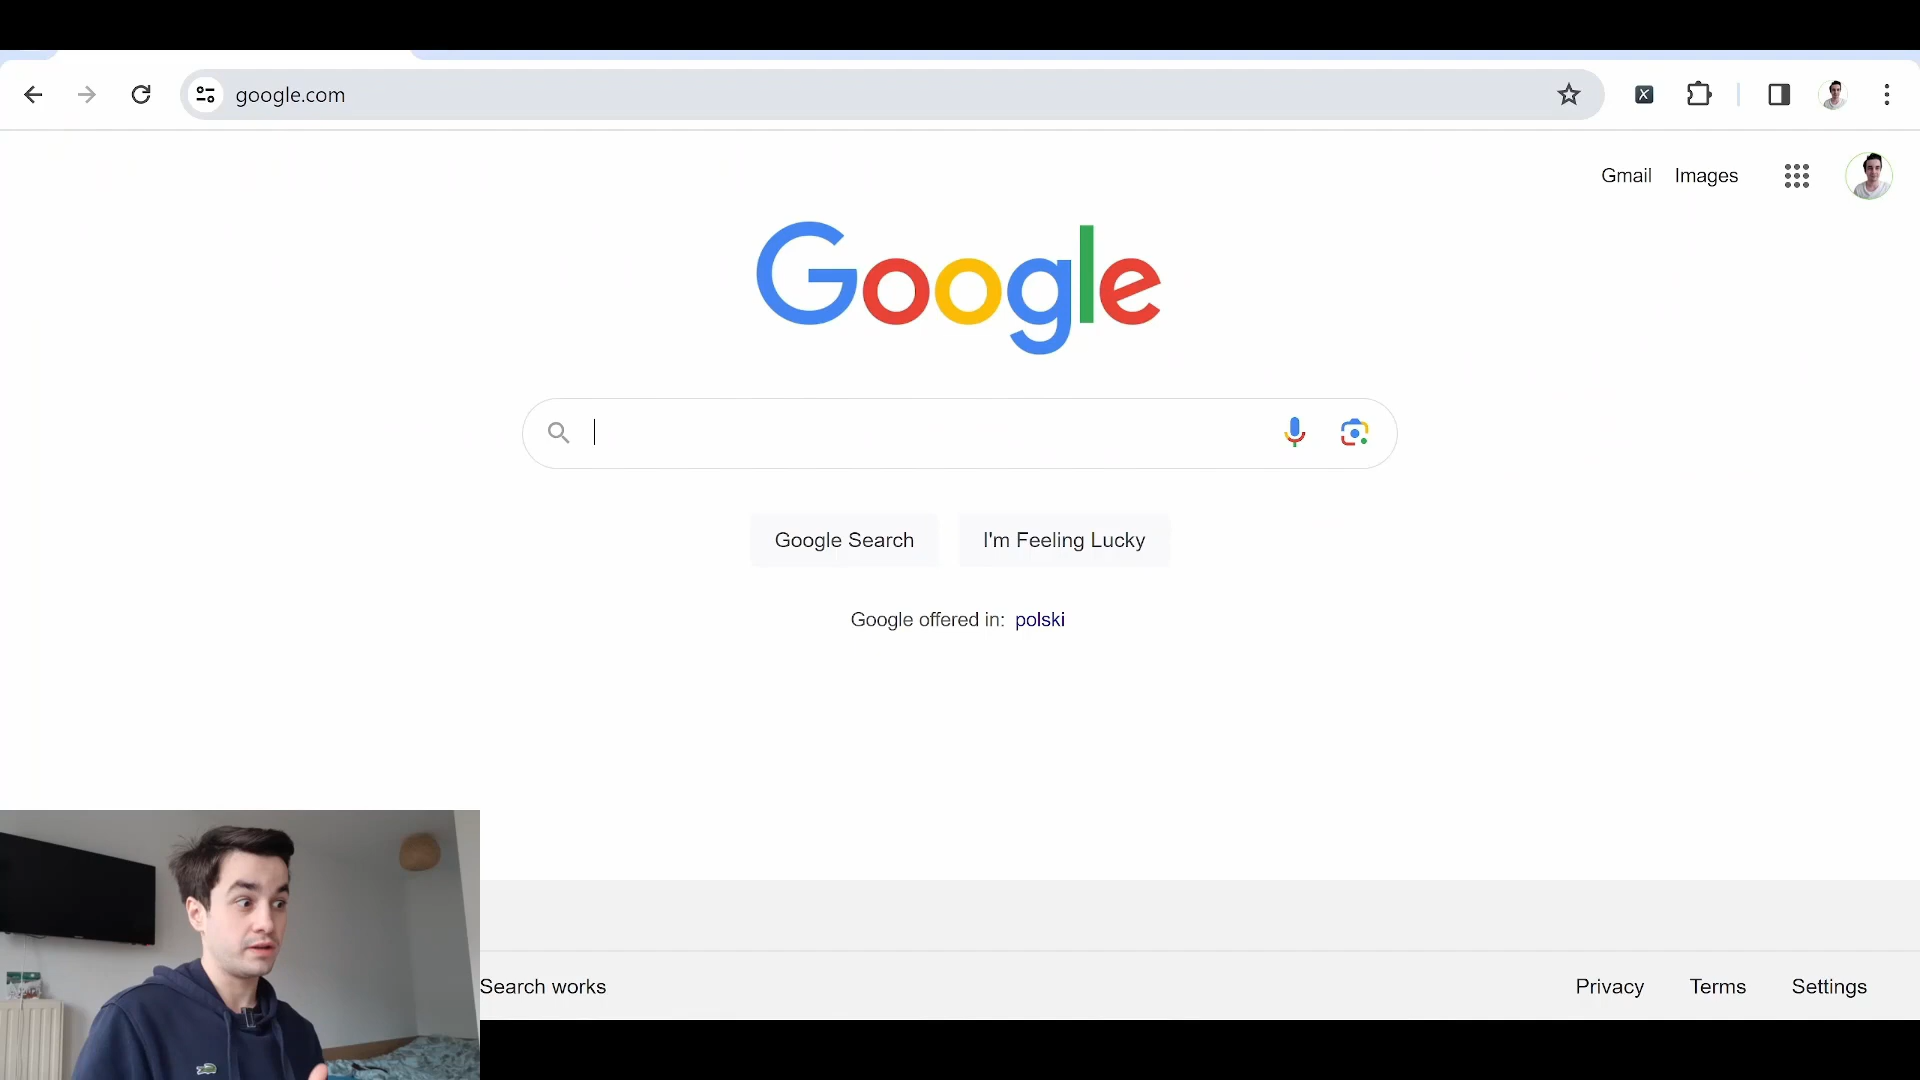 google.com
Gmail Images
Google
Google Search I'm Feeling Lucky
Google offered in: polski
Search works
Privacy Terms Settings